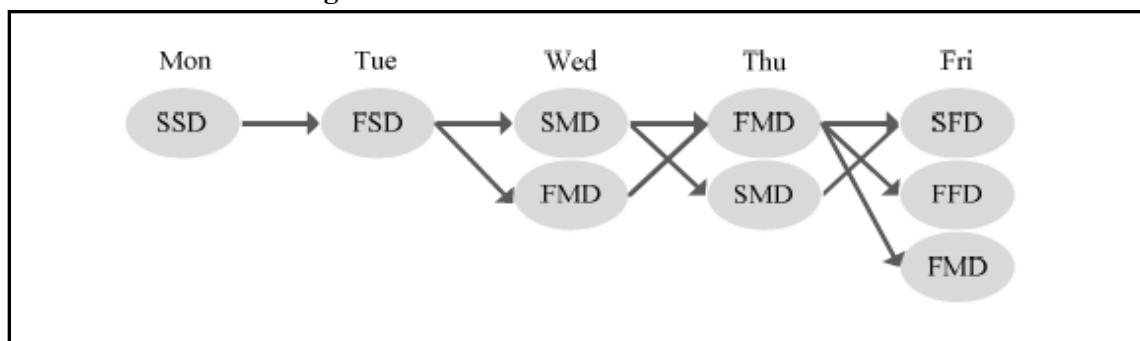 g
Mon Tue Wed Thu Fri
SSD FSD SMD FMD SFD
FMD SMD FFD
FMD